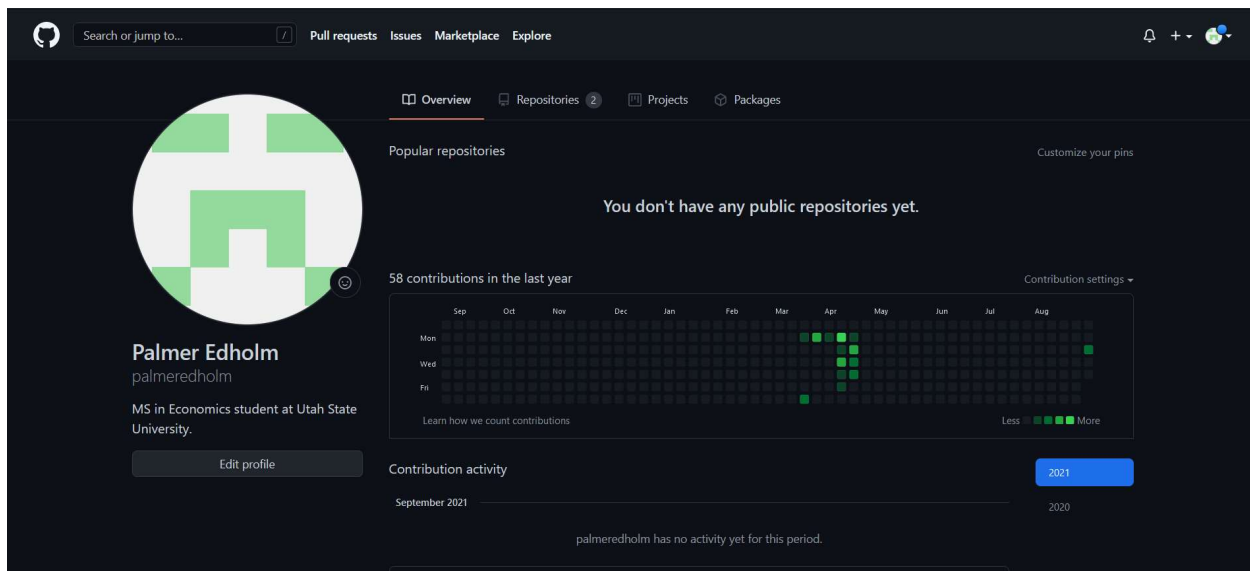 Search or jump to... /
Pull requests Issues Marketplace Explore
Overview Repositories 2 Projects Packages
Popular repositories
Customize your pins
You don't have any public repositories yet.
58 contributions in the last year
Contribution settings
Sep Oct Nov Dec Jan Feb Mar Apr May Jun Jul Aug
Mon
Wed
Fri
Learn how we count contributions
Less More
Palmer Edholm
palmeredholm
MS in Economics student at Utah State
University.
Edit profile
Contribution activity
2021
2020
September 2021
palmeredholm has no activity yet for this period.